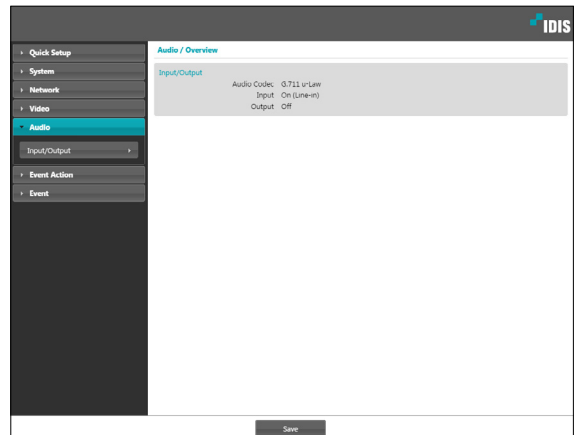 IDIS
Quick Setup
System
Network
Video
Audio
Input/Output
Event Action
Event
Audio / Overview
Input/Output
Audio Codec G.711 u-Law
Input On (Line-in)
Output Off
Save